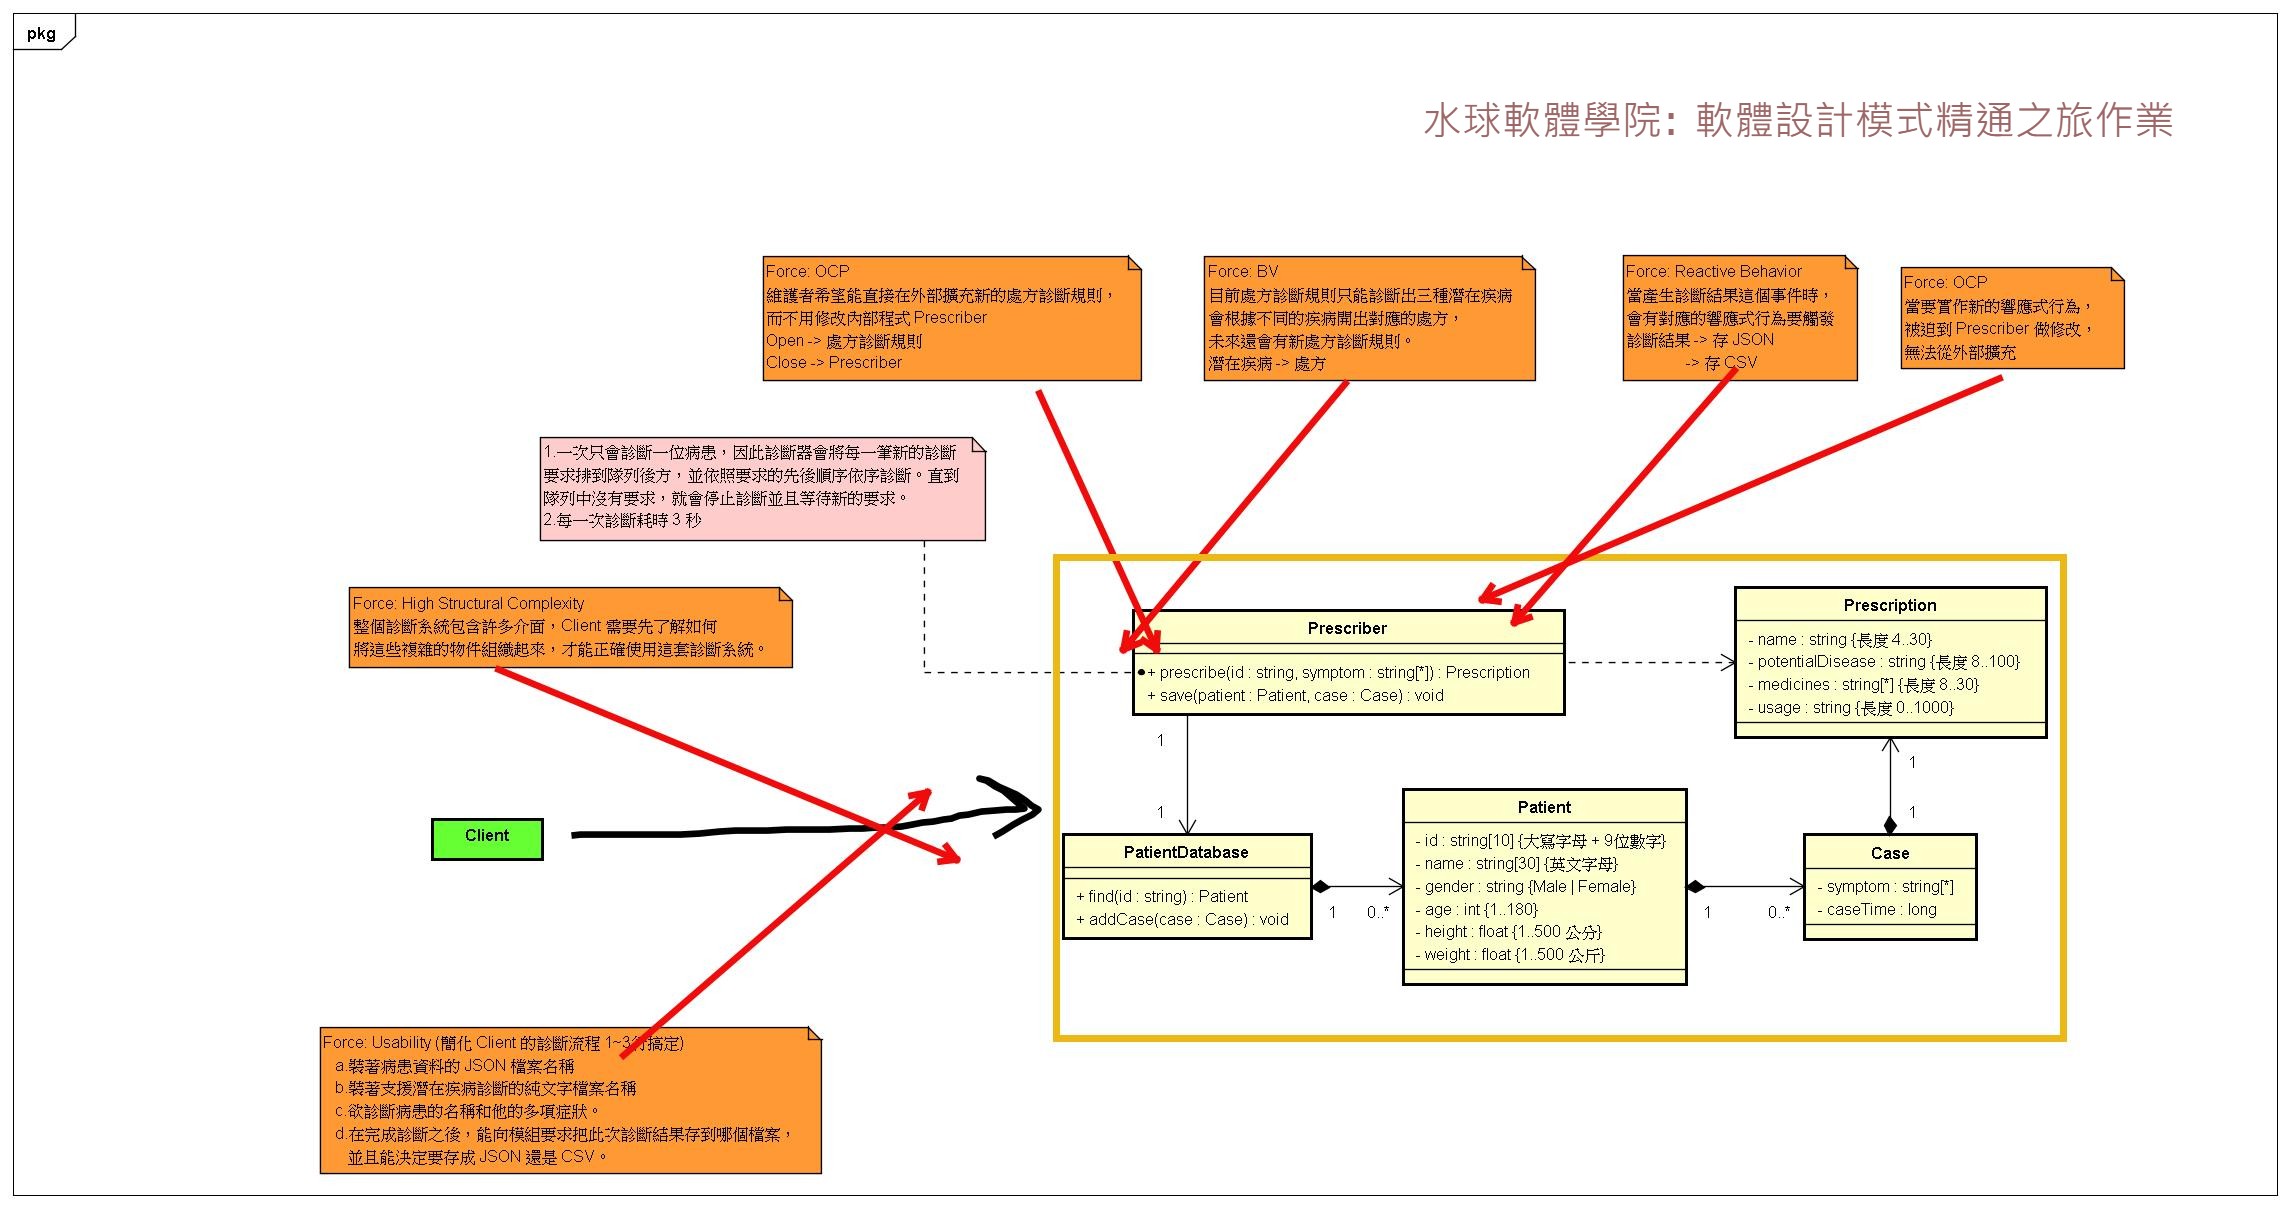 pkg
水球軟體學院: 軟體設計模式精通之旅作業
Force: OCP
維護者希望能直接在外部擴充新的處方診斷規則，
而不用修改內部程式 Prescriber
Open -> 處方診斷規則
Close -> Prescriber
Force: BV
目前處方診斷規則只能診斷出三種潛在疾病
會根據不同的疾病開出對應的處方，
未來還會有新處方診斷規則。
潛在疾病 -> 處方
Force: Reactive Behavior
當產生診斷結果這個事件時，
會有對應的響應式行為要觸發
診斷結果 -> 存 JSON
-> 存 CSV
Force: OCP
當要實作新的響應式行為，
被迫到 Prescriber 做修改，
無法從外部擴充
1.一次只會診斷一位病患，因此診斷器會將每一筆新的診斷
要求排到隊列後方，並依照要求的先後順序依序診斷。直到
隊列中沒有要求，就會停止診斷並且等待新的要求。
2.每一次診斷耗時 3 秒
Force: High Structural Complexity
整個診斷系統包含許多介面，Client 需要先了解如何
將這些複雜的物件組織起來，才能正確使用這套診斷系統。
Prescriber
+ prescribe(id : string, symptom : string[*]) : Prescription
+ save(patient : Patient, case : Case) : void
Prescription
- name : string {長度 4..30}
- potentialDisease : string {長度 8..100}
- medicines : string[*] {長度 8..30}
- usage : string {長度 0..1000}
1
1
1
1
Client
PatientDatabase
+ find(id : string) : Patient
+ addCase(case : Case) : void
1
0..*
Patient
- id : string[10] {大寫字母 + 9位數字}
- name : string[30] {英文字母}
- gender : string {Male | Female}
- age : int {1..180}
- height : float {1..500 公分}
- weight : float {1..500 公斤}
1
0..*
Case
- symptom : string[*]
- caseTime : long
Force: Usability (簡化 Client 的診斷流程 1~3行搞定)
a.裝著病患資料的 JSON 檔案名稱
b.裝著支援潛在疾病診斷的純文字檔案名稱
c.欲診斷病患的名稱和他的多項症狀。
d.在完成診斷之後，能向模組要求把此次診斷結果存到哪個檔案，
並且能決定要存成 JSON 還是 CSV。